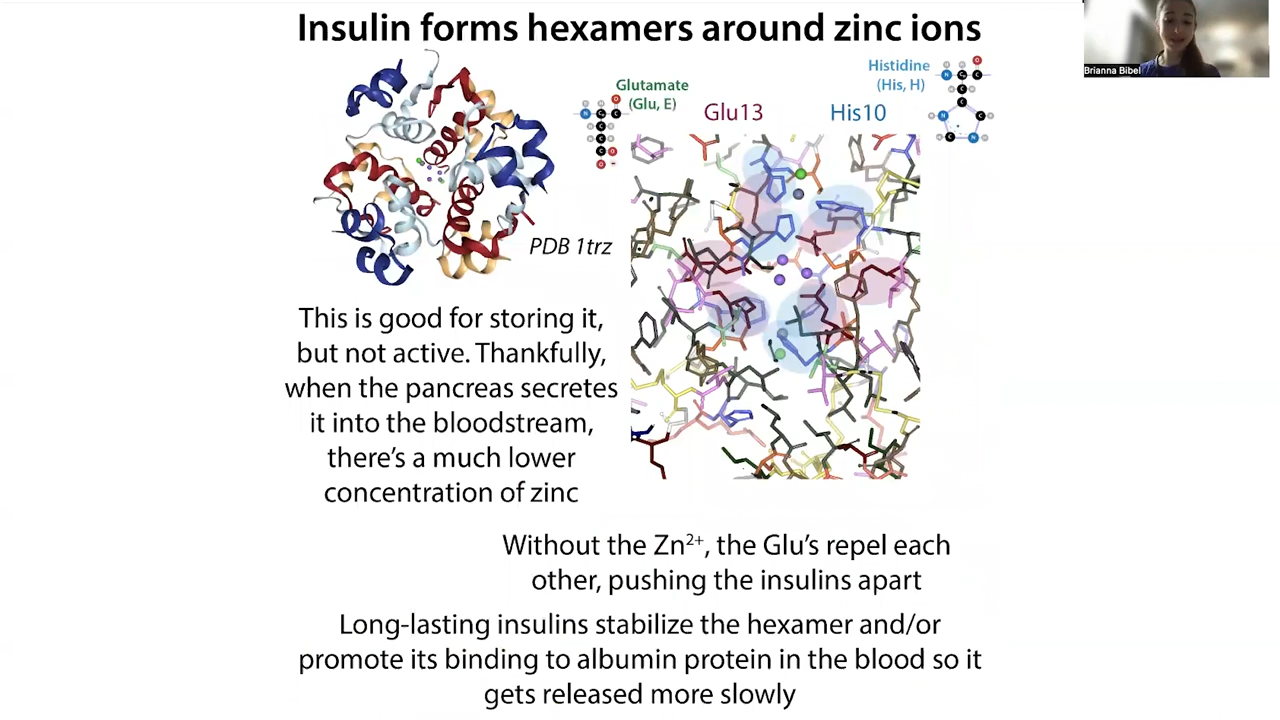 Insulin forms hexamers around zinc ions
Brianna Bibel
Glutamate
(Glu, E)
Glu13
His10
Histidine
(His, H)
PDB 1trz
This is good for storing it,
but not active. Thankfully,
when the pancreas secretes
it into the bloodstream,
there's a much lower
concentration of zinc
Without the Zn²⁺, the Glu's repel each
other, pushing the insulins apart
Long-lasting insulins stabilize the hexamer and/or
promote its binding to albumin protein in the blood so it
gets released more slowly